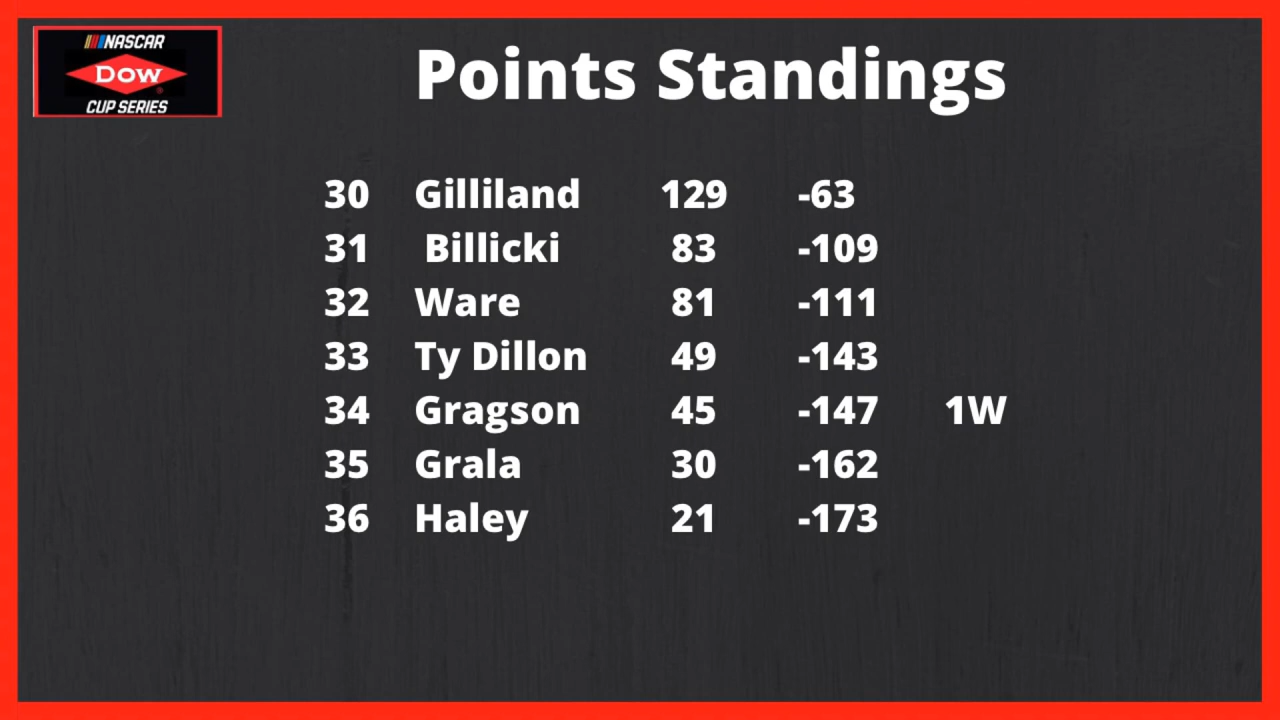 NASCAR
Dow
CUP SERIES
Points Standings
30 Gilliland 129 -63
31 Billicki 83 -109
32 Ware 81 -111
33 Ty Dillon 49 -143
34 Gragson 45 -147 1W
35 Grala 30 -162
36 Haley 21 -173